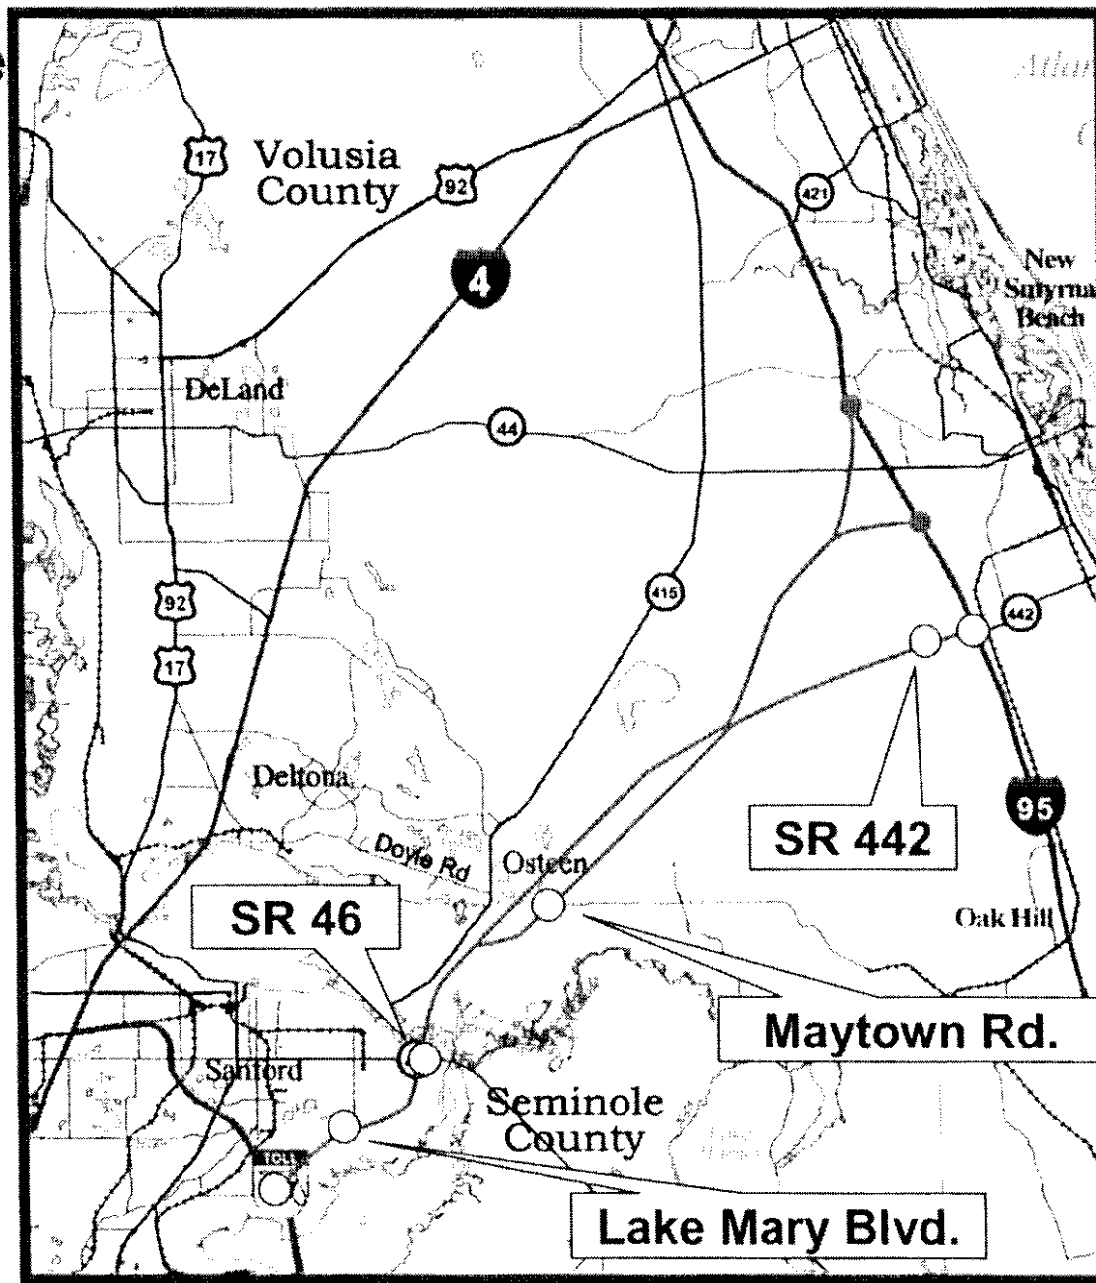 Atlan
17
Volusia
County
92
421
4
New
Smyrna
Beach
DeLand
44
92
415
442
17
Deltona
95
SR 442
Doyle Rd
Osteen
SR 46
Oak Hill
Maytown Rd.
Sanford
Seminole
County
TOLL
Lake Mary Blvd.